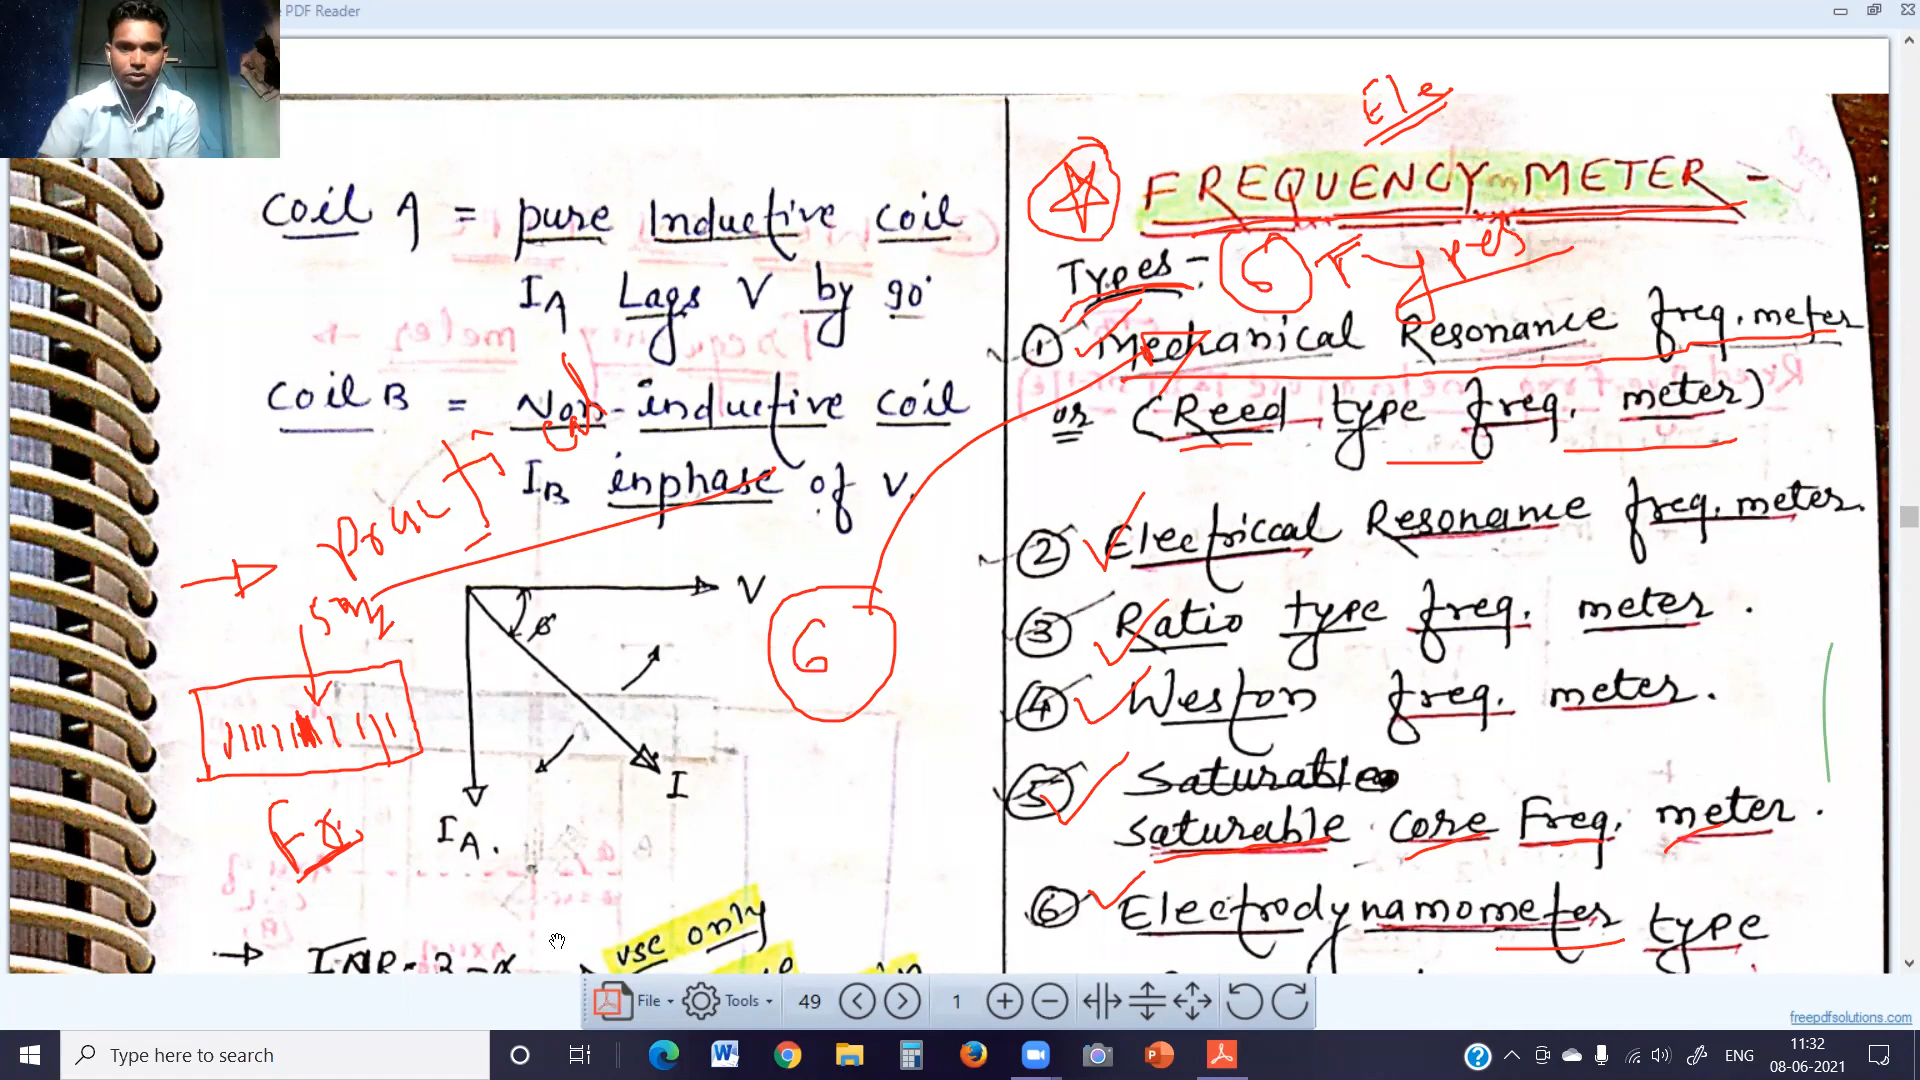 PDF Reader
Coil A = pure Inductive coil
IA Lags V by 90°
Coil B = Non-inductive coil
IB inphase of V.
V
ø
I
IA.
6
Ex.
use only
Ele
FREQUENCY METER -
Types:- 6 Types
① Mechanical Resonance freq. meter
or (Reed type freq. meter)
② Electrical Resonance freq. meter.
③ Ratio type freq. meter.
④ Weston freq. meter.
⑤ Saturable
Saturable core Freq. meter.
⑥ Electrodynamometer type
File Tools 49 1
freepdfsolutions.com
Type here to search
ENG
11:32
08-06-2021